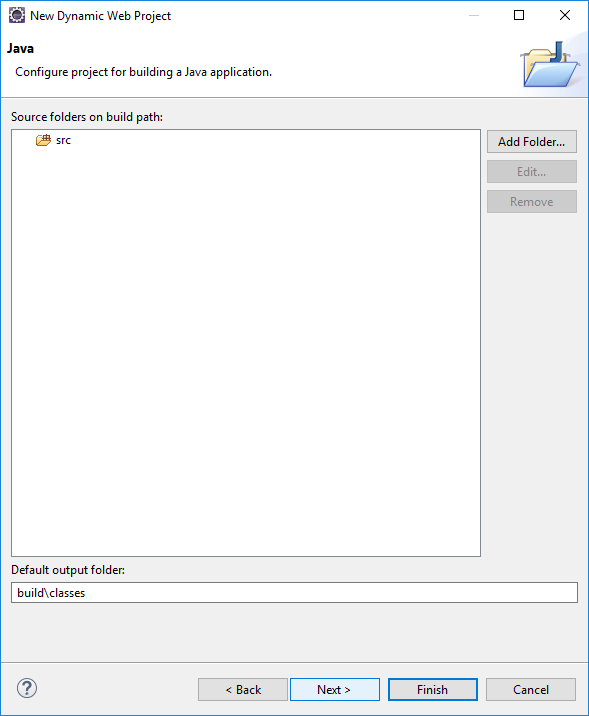 New Dynamic Web Project
Java
Configure project for building a Java application.
Source folders on build path:
src
Add Folder...
Edit...
Remove
Default output folder:
build\classes
?
< Back
Next >
Finish
Cancel